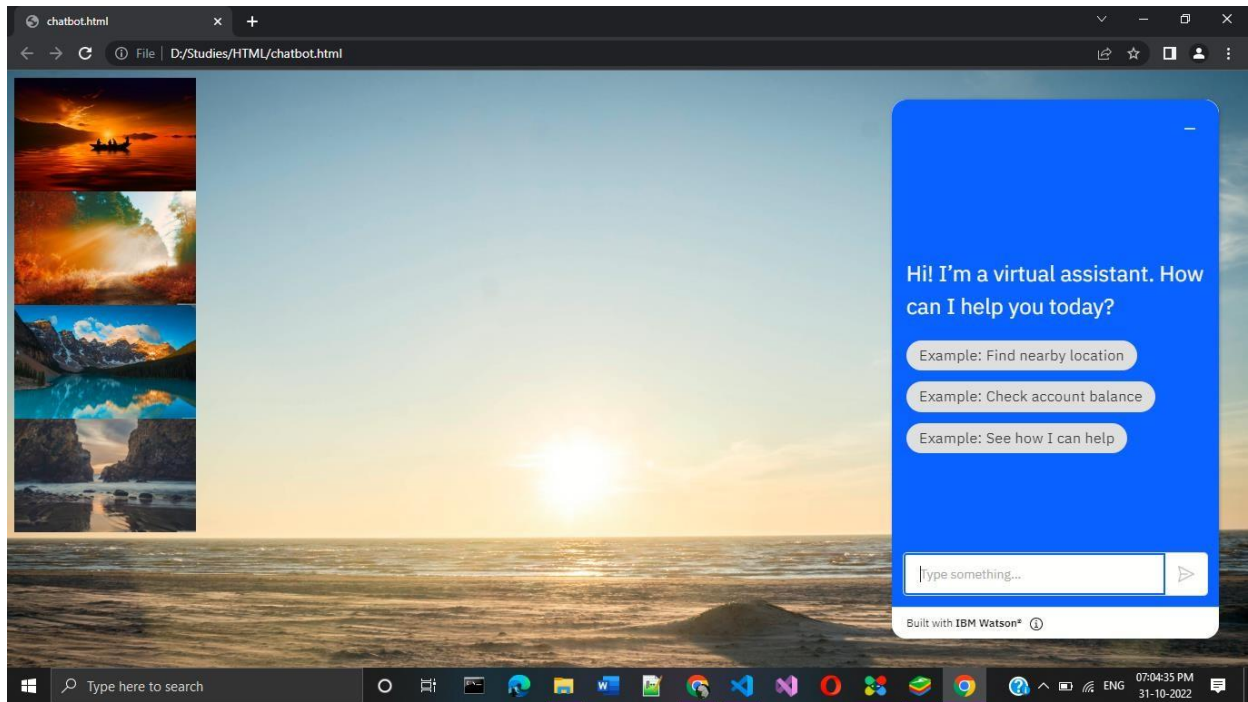 chatbot.html
File | D:/Studies/HTML/chatbot.html
Hi! I’m a virtual assistant. How
can I help you today?
Example: Find nearby location
Example: Check account balance
Example: See how I can help
Type something...
Built with IBM Watson®
Type here to search
ENG
07:04:35 PM
31-10-2022